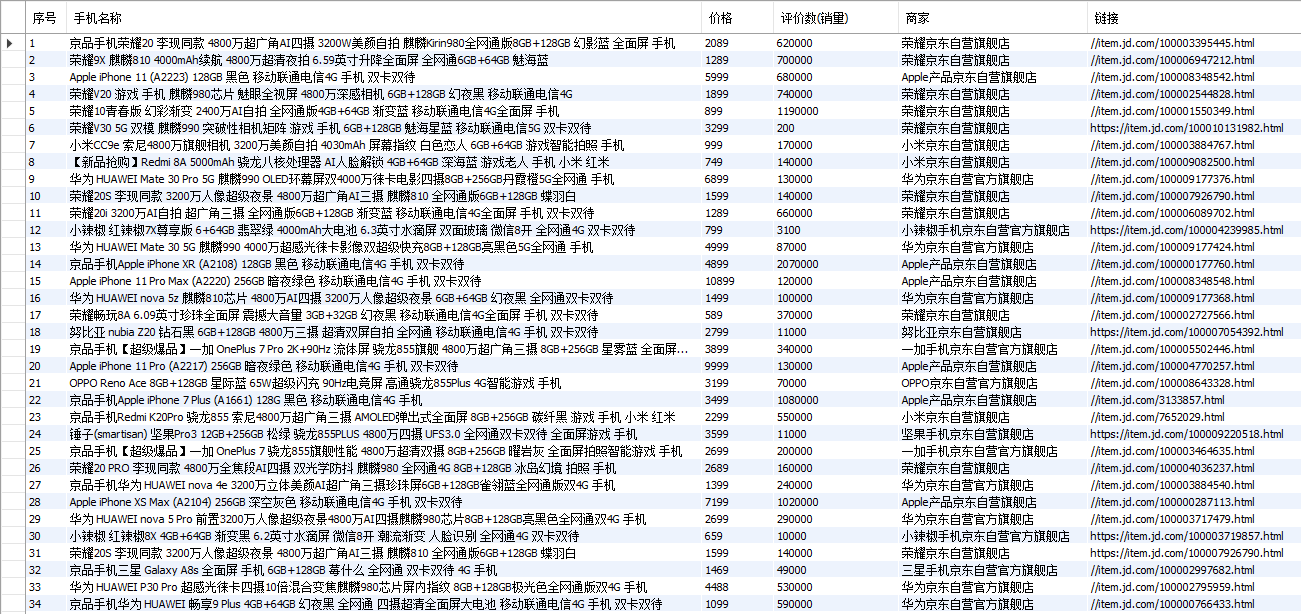 序号 手机名称 价格 评价数(销量) 商家 链接
1 京品手机荣耀20 李现同款 4800万超广角AI四摄 3200W美颜自拍 麒麟Kirin980全网通版8GB+128GB 幻影蓝 全面屏 手机 2089 620000 荣耀京东自营旗舰店 //item.jd.com/100003395445.html
2 荣耀9X 麒麟810 4000mAh续航 4800万超清夜拍 6.59英寸升降全面屏 全网通6GB+64GB 魅海蓝 1289 700000 荣耀京东自营旗舰店 //item.jd.com/100006947212.html
3 Apple iPhone 11 (A2223) 128GB 黑色 移动联通电信4G 手机 双卡双待 5999 680000 Apple产品京东自营旗舰店 //item.jd.com/100008348542.html
4 荣耀V20 游戏 手机 麒麟980芯片 魅眼全视屏 4800万深感相机 6GB+128GB 幻夜黑 移动联通电信4G 1899 740000 荣耀京东自营旗舰店 //item.jd.com/100002544828.html
5 荣耀10青春版 幻彩渐变 2400万AI自拍 全网通版4GB+64GB 渐变蓝 移动联通电信4G全面屏 手机 899 1190000 荣耀京东自营旗舰店 //item.jd.com/100001550349.html
6 荣耀V30 5G 双模 麒麟990 突破性相机矩阵 游戏 手机 6GB+128GB 魅海星蓝 移动联通电信5G 双卡双待 3299 200 荣耀京东自营旗舰店 https://item.jd.com/100010131982.html
7 小米CC9e 索尼4800万旗舰相机 3200万美颜自拍 4030mAh 屏幕指纹 白色恋人 6GB+64GB 游戏智能拍照 手机 999 170000 小米京东自营旗舰店 //item.jd.com/100003884767.html
8 【新品抢购】Redmi 8A 5000mAh 骁龙八核处理器 AI人脸解锁 4GB+64GB 深海蓝 游戏老人 手机 小米 红米 749 140000 小米京东自营旗舰店 //item.jd.com/100009082500.html
9 华为 HUAWEI Mate 30 Pro 5G 麒麟990 OLED环幕屏双4000万徕卡电影四摄8GB+256GB丹霞橙5G全网通 手机 6899 130000 华为京东自营官方旗舰店 //item.jd.com/100009177376.html
10 荣耀20S 李现同款 3200万人像超级夜景 4800万超广角AI三摄 麒麟810 全网通版6GB+128GB 蝶羽白 1599 140000 荣耀京东自营旗舰店 //item.jd.com/100007926790.html
11 荣耀20i 3200万AI自拍 超广角三摄 全网通版6GB+128GB 渐变蓝 移动联通电信4G全面屏 手机 双卡双待 1289 660000 荣耀京东自营旗舰店 //item.jd.com/100006089702.html
12 小辣椒 红辣椒7X尊享版 6+64GB 翡翠绿 4000mAh大电池 6.3英寸水滴屏 双面玻璃 微信8开 全网通4G 双卡双待 799 3100 小辣椒手机京东自营官方旗舰店 https://item.jd.com/100004239985.html
13 华为 HUAWEI Mate 30 5G 麒麟990 4000万超感光徕卡影像双超级快充8GB+128GB亮黑色5G全网通 手机 4999 87000 华为京东自营官方旗舰店 //item.jd.com/100009177424.html
14 京品手机Apple iPhone XR (A2108) 128GB 黑色 移动联通电信4G 手机 双卡双待 4899 2070000 Apple产品京东自营旗舰店 //item.jd.com/100000177760.html
15 Apple iPhone 11 Pro Max (A2220) 256GB 暗夜绿色 移动联通电信4G 手机 双卡双待 10899 120000 Apple产品京东自营旗舰店 //item.jd.com/100008348548.html
16 华为 HUAWEI nova 5z 麒麟810芯片 4800万AI四摄 3200万人像超级夜景 6GB+64GB 幻夜黑 全网通双卡双待 1499 100000 华为京东自营官方旗舰店 //item.jd.com/100009177368.html
17 荣耀畅玩8A 6.09英寸珍珠全面屏 震撼大音量 3GB+32GB 幻夜黑 移动联通电信4G全面屏 手机 双卡双待 589 370000 荣耀京东自营旗舰店 //item.jd.com/100002727566.html
18 努比亚 nubia Z20 钻石黑 6GB+128GB 4800万三摄 超清双屏自拍 全网通 移动联通电信4G 手机 双卡双待 2799 11000 努比亚京东自营旗舰店 https://item.jd.com/100007054392.html
19 京品手机【超级爆品】一加 OnePlus 7 Pro 2K+90Hz 流体屏 骁龙855旗舰 4800万超广角三摄 8GB+256GB 星雾蓝 全面屏... 3899 340000 一加手机京东自营官方旗舰店 //item.jd.com/100005502446.html
20 Apple iPhone 11 Pro (A2217) 256GB 暗夜绿色 移动联通电信4G 手机 双卡双待 9999 130000 Apple产品京东自营旗舰店 //item.jd.com/100004770257.html
21 OPPO Reno Ace 8GB+128GB 星际蓝 65W超级闪充 90Hz电竞屏 高通骁龙855Plus 4G智能游戏 手机 3199 70000 OPPO京东自营官方旗舰店 //item.jd.com/100008643328.html
22 京品手机Apple iPhone 7 Plus (A1661) 128G 黑色 移动联通电信4G 手机 3499 1080000 Apple产品京东自营旗舰店 //item.jd.com/3133857.html
23 京品手机Redmi K20Pro 骁龙855 索尼4800万超广角三摄 AMOLED弹出式全面屏 8GB+256GB 碳纤黑 游戏 手机 小米 红米 2299 550000 小米京东自营旗舰店 //item.jd.com/7652029.html
24 锤子(smartisan) 坚果Pro3 12GB+256GB 松绿 骁龙855PLUS 4800万四摄 UFS3.0 全网通双卡双待 全面屏游戏 手机 3599 11000 坚果手机京东自营官方旗舰店 https://item.jd.com/100009220518.html
25 京品手机【超级爆品】一加 OnePlus 7 骁龙855旗舰性能 4800万超清双摄 8GB+256GB 曜岩灰 全面屏拍照智能游戏 手机 2699 200000 一加手机京东自营官方旗舰店 //item.jd.com/100003464635.html
26 荣耀20 PRO 李现同款 4800万全焦段AI四摄 双光学防抖 麒麟980 全网通4G 8GB+128GB 冰岛幻境 拍照 手机 2689 160000 荣耀京东自营旗舰店 //item.jd.com/100004036237.html
27 京品手机华为 HUAWEI nova 4e 3200万立体美颜AI超广角三摄珍珠屏6GB+128GB雀翎蓝全网通版双4G 手机 1399 240000 华为京东自营官方旗舰店 //item.jd.com/100003884540.html
28 Apple iPhone XS Max (A2104) 256GB 深空灰色 移动联通电信4G 手机 双卡双待 7199 1020000 Apple产品京东自营旗舰店 //item.jd.com/100000287113.html
29 华为 HUAWEI nova 5 Pro 前置3200万人像超级夜景4800万AI四摄麒麟980芯片8GB+128GB亮黑色全网通双4G 手机 2699 290000 华为京东自营官方旗舰店 //item.jd.com/100003717479.html
30 小辣椒 红辣椒8X 4GB+64GB 渐变黑 6.2英寸水滴屏 微信8开 潮流渐变 人脸识别 全网通4G 双卡双待 659 10000 小辣椒手机京东自营官方旗舰店 https://item.jd.com/100003719857.html
31 荣耀20S 李现同款 3200万人像超级夜景 4800万超广角AI三摄 麒麟810 全网通版6GB+128GB 蝶羽白 1599 140000 荣耀京东自营旗舰店 https://item.jd.com/100007926790.html
32 京品手机三星 Galaxy A8s 全面屏 手机 6GB+128GB 莓什么 全网通 双卡双待 4G 手机 1469 49000 三星手机京东自营官方旗舰店 //item.jd.com/100002997682.html
33 华为 HUAWEI P30 Pro 超感光徕卡四摄10倍混合变焦麒麟980芯片屏内指纹 8GB+128GB极光色全网通版双4G 手机 4488 530000 华为京东自营官方旗舰店 //item.jd.com/100002795959.html
34 京品手机华为 HUAWEI 畅享9 Plus 4GB+64GB 幻夜黑 全网通 四摄超清全面屏大电池 移动联通电信4G 手机 双卡双待 1099 590000 华为京东自营官方旗舰店 //item.jd.com/100000766433.html